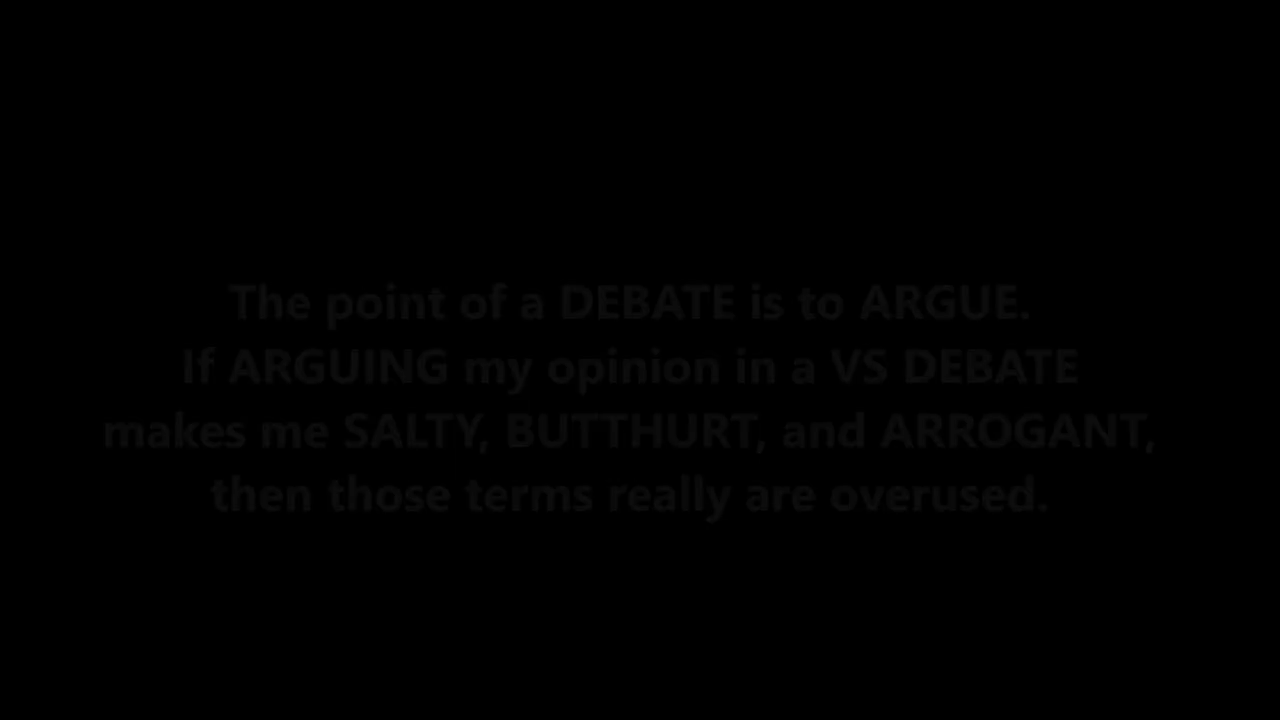 The point of a DEBATE is to ARGUE.
If ARGUING my opinion in a VS DEBATE
makes me SALTY, BUTTHURT, and ARROGANT,
then those terms really are overused.